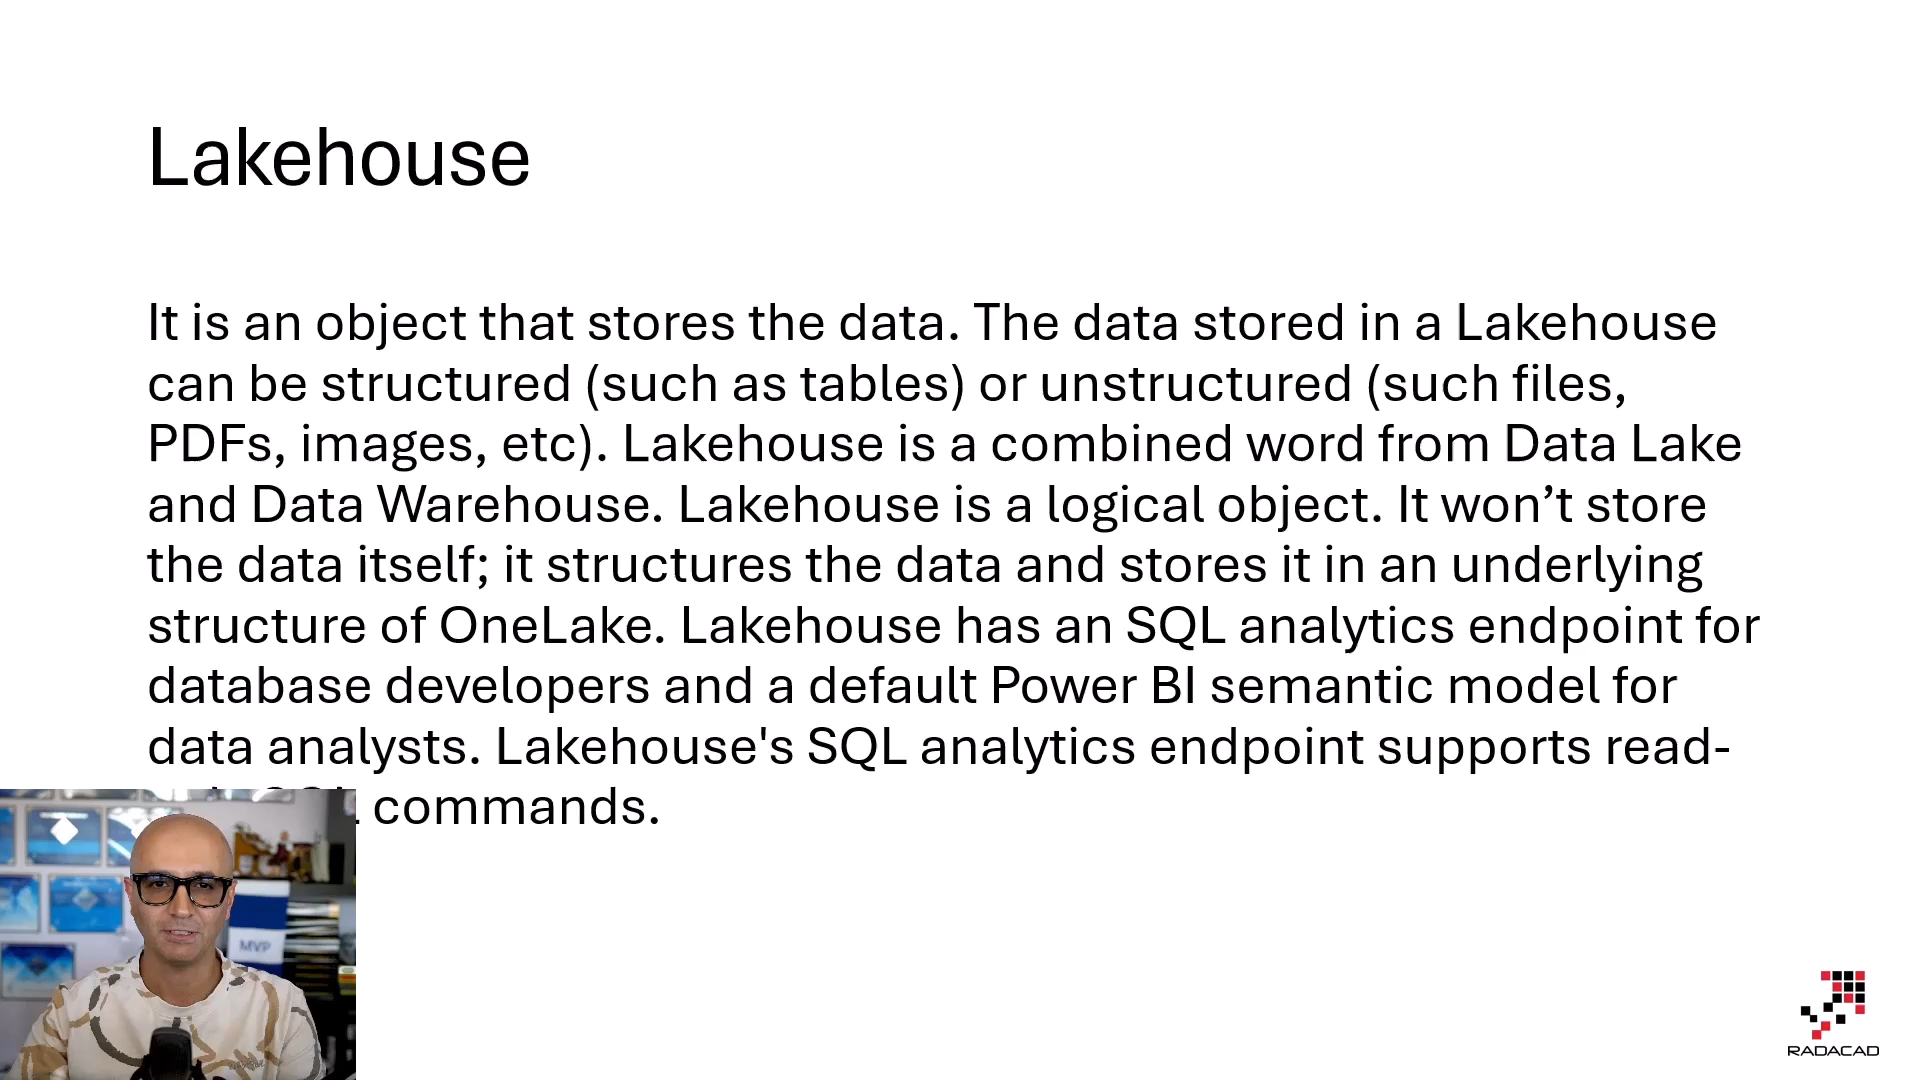 Lakehouse
It is an object that stores the data. The data stored in a Lakehouse
can be structured (such as tables) or unstructured (such files,
PDFs, images, etc). Lakehouse is a combined word from Data Lake
and Data Warehouse. Lakehouse is a logical object. It won’t store
the data itself; it structures the data and stores it in an underlying
structure of OneLake. Lakehouse has an SQL analytics endpoint for
database developers and a default Power BI semantic model for
data analysts. Lakehouse's SQL analytics endpoint supports read-
commands.
MVP
RADACAD